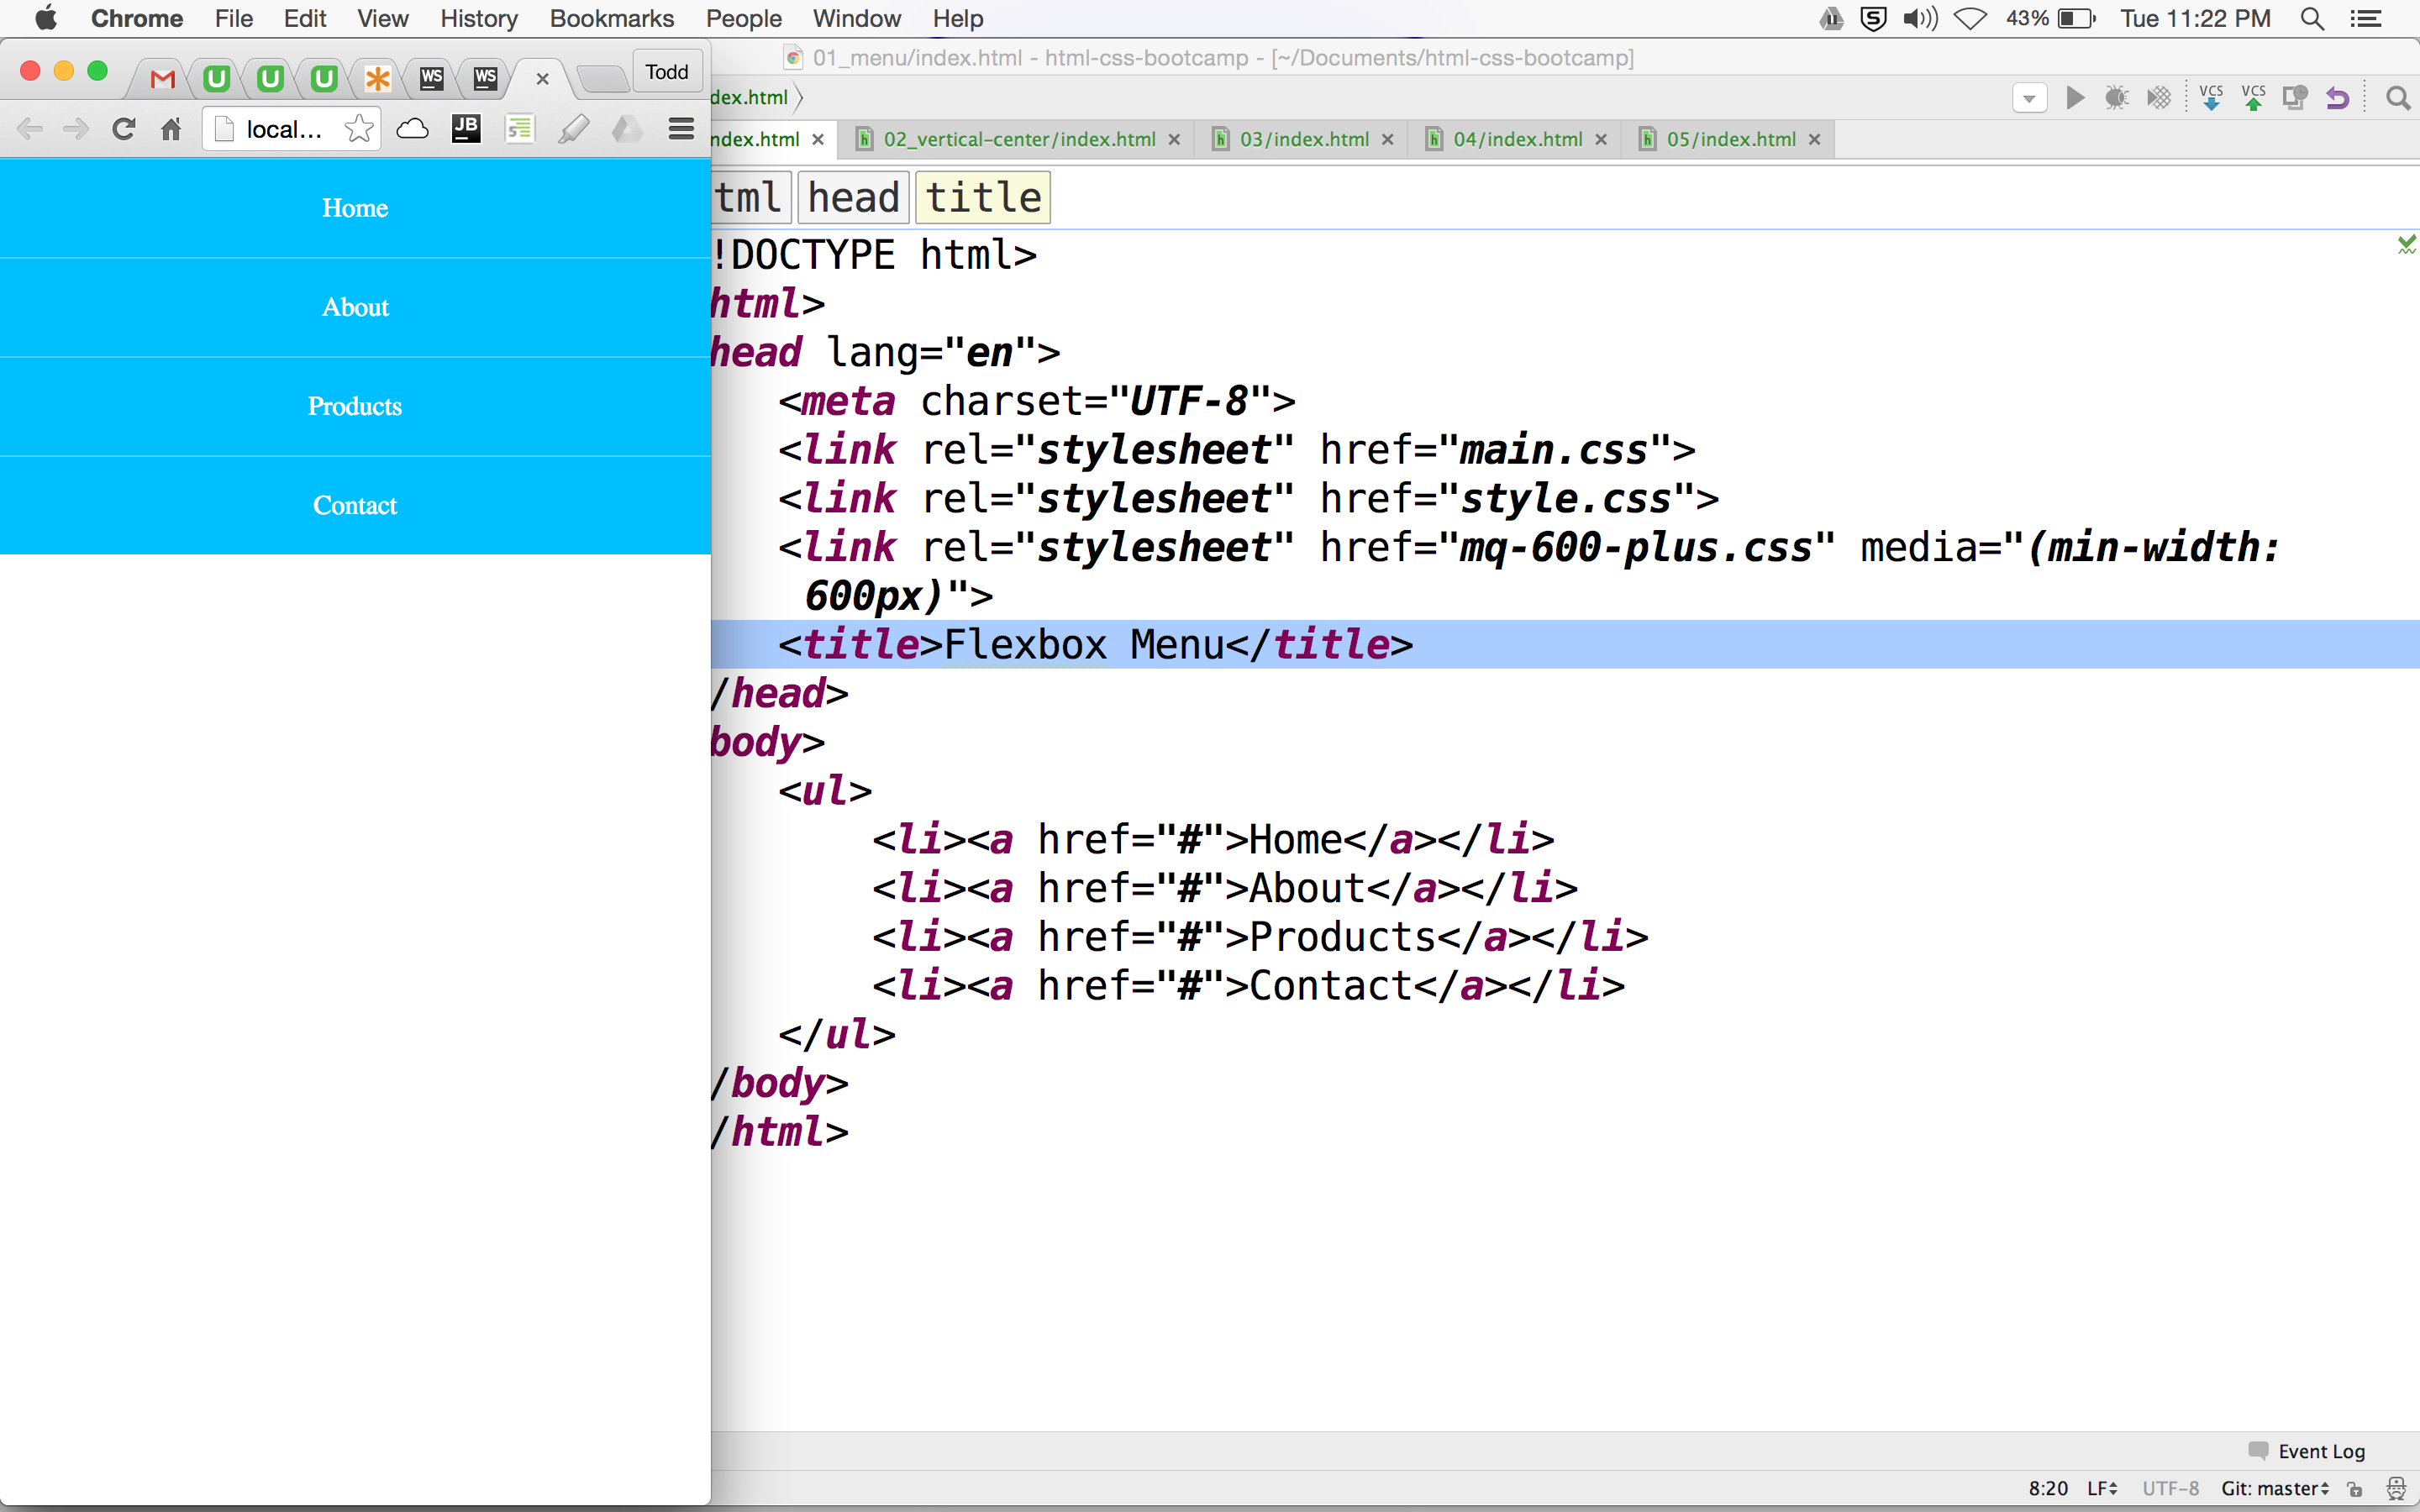 Chrome File Edit View History Bookmarks People Window Help 43% Tue 11:22 PM
01_menu/index.html - html-css-bootcamp - [~/Documents/html-css-bootcamp]
WS WS Todd
dex.html VCS VCS
local... JB 5
ndex.html 02_vertical-center/index.html 03/index.html 04/index.html 05/index.html
tml head title
Home
About
Products
Contact
!DOCTYPE html>
html>
head lang="en">
<meta charset="UTF-8">
<link rel="stylesheet" href="main.css">
<link rel="stylesheet" href="style.css">
<link rel="stylesheet" href="mq-600-plus.css" media="(min-width:
600px)">
<title>Flexbox Menu</title>
/head>
body>
<ul>
<li><a href="#">Home</a></li>
<li><a href="#">About</a></li>
<li><a href="#">Products</a></li>
<li><a href="#">Contact</a></li>
</ul>
/body>
/html>
Event Log
8:20 LF UTF-8 Git: master